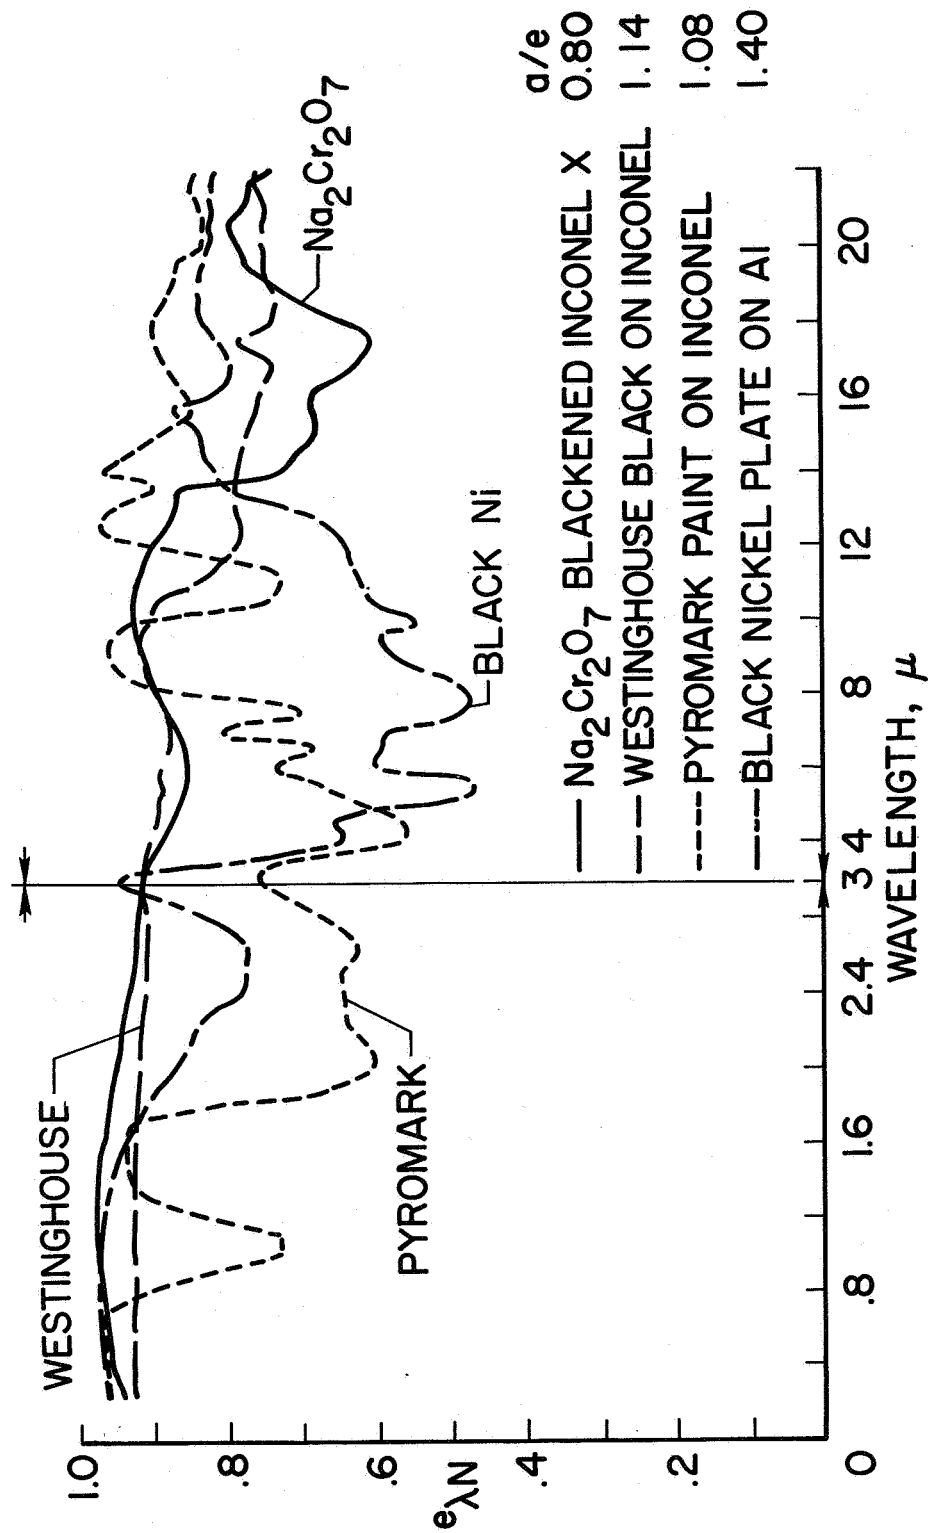 1.0
.8
.6
.4
.2
0
eλN
WESTINGHOUSE
PYROMARK
BLACK Ni
Na2Cr2O7
a/e
Na2Cr2O7 BLACKENED INCONEL X 0.80
WESTINGHOUSE BLACK ON INCONEL 1.14
PYROMARK PAINT ON INCONEL 1.08
BLACK NICKEL PLATE ON Al 1.40
.8 1.6 2.4 3 4 8 12 16 20
WAVELENGTH, μ